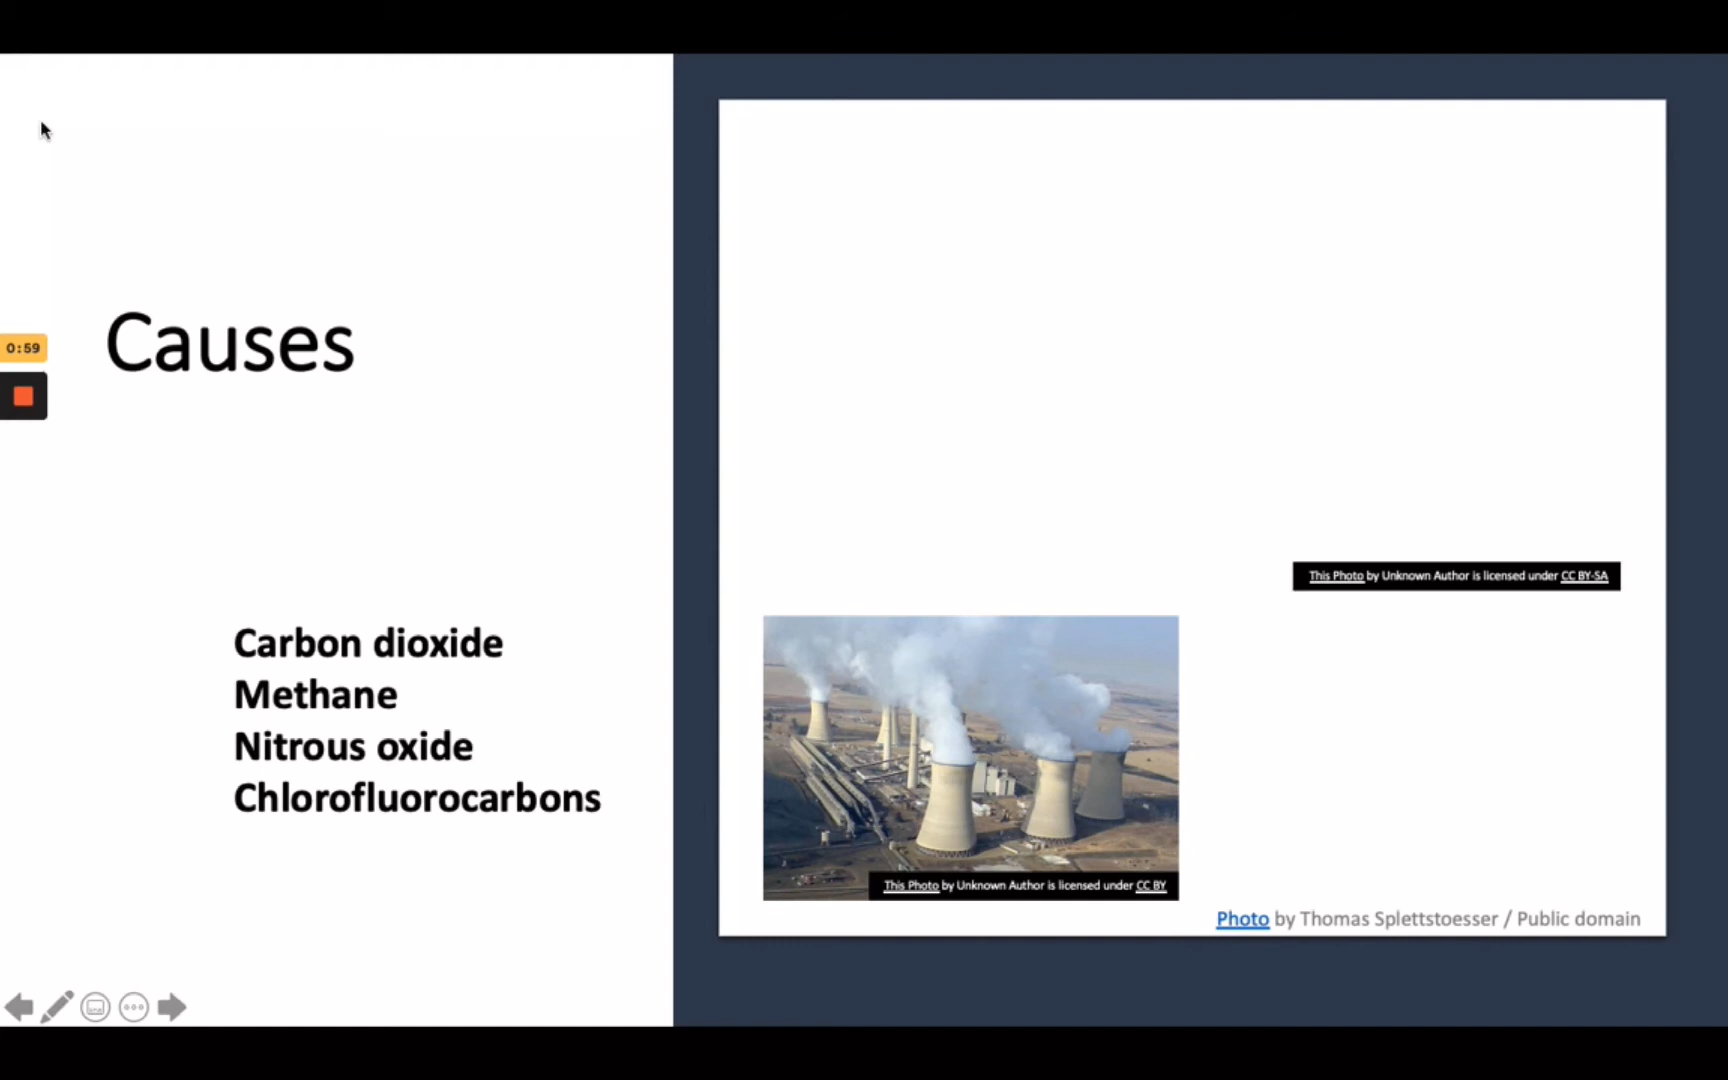 0:59
Causes
Carbon dioxide
Methane
Nitrous oxide
Chlorofluorocarbons
This Photo by Unknown Author is licensed under CC BY-SA
This Photo by Unknown Author is licensed under CC BY
Photo by Thomas Splettstoesser / Public domain